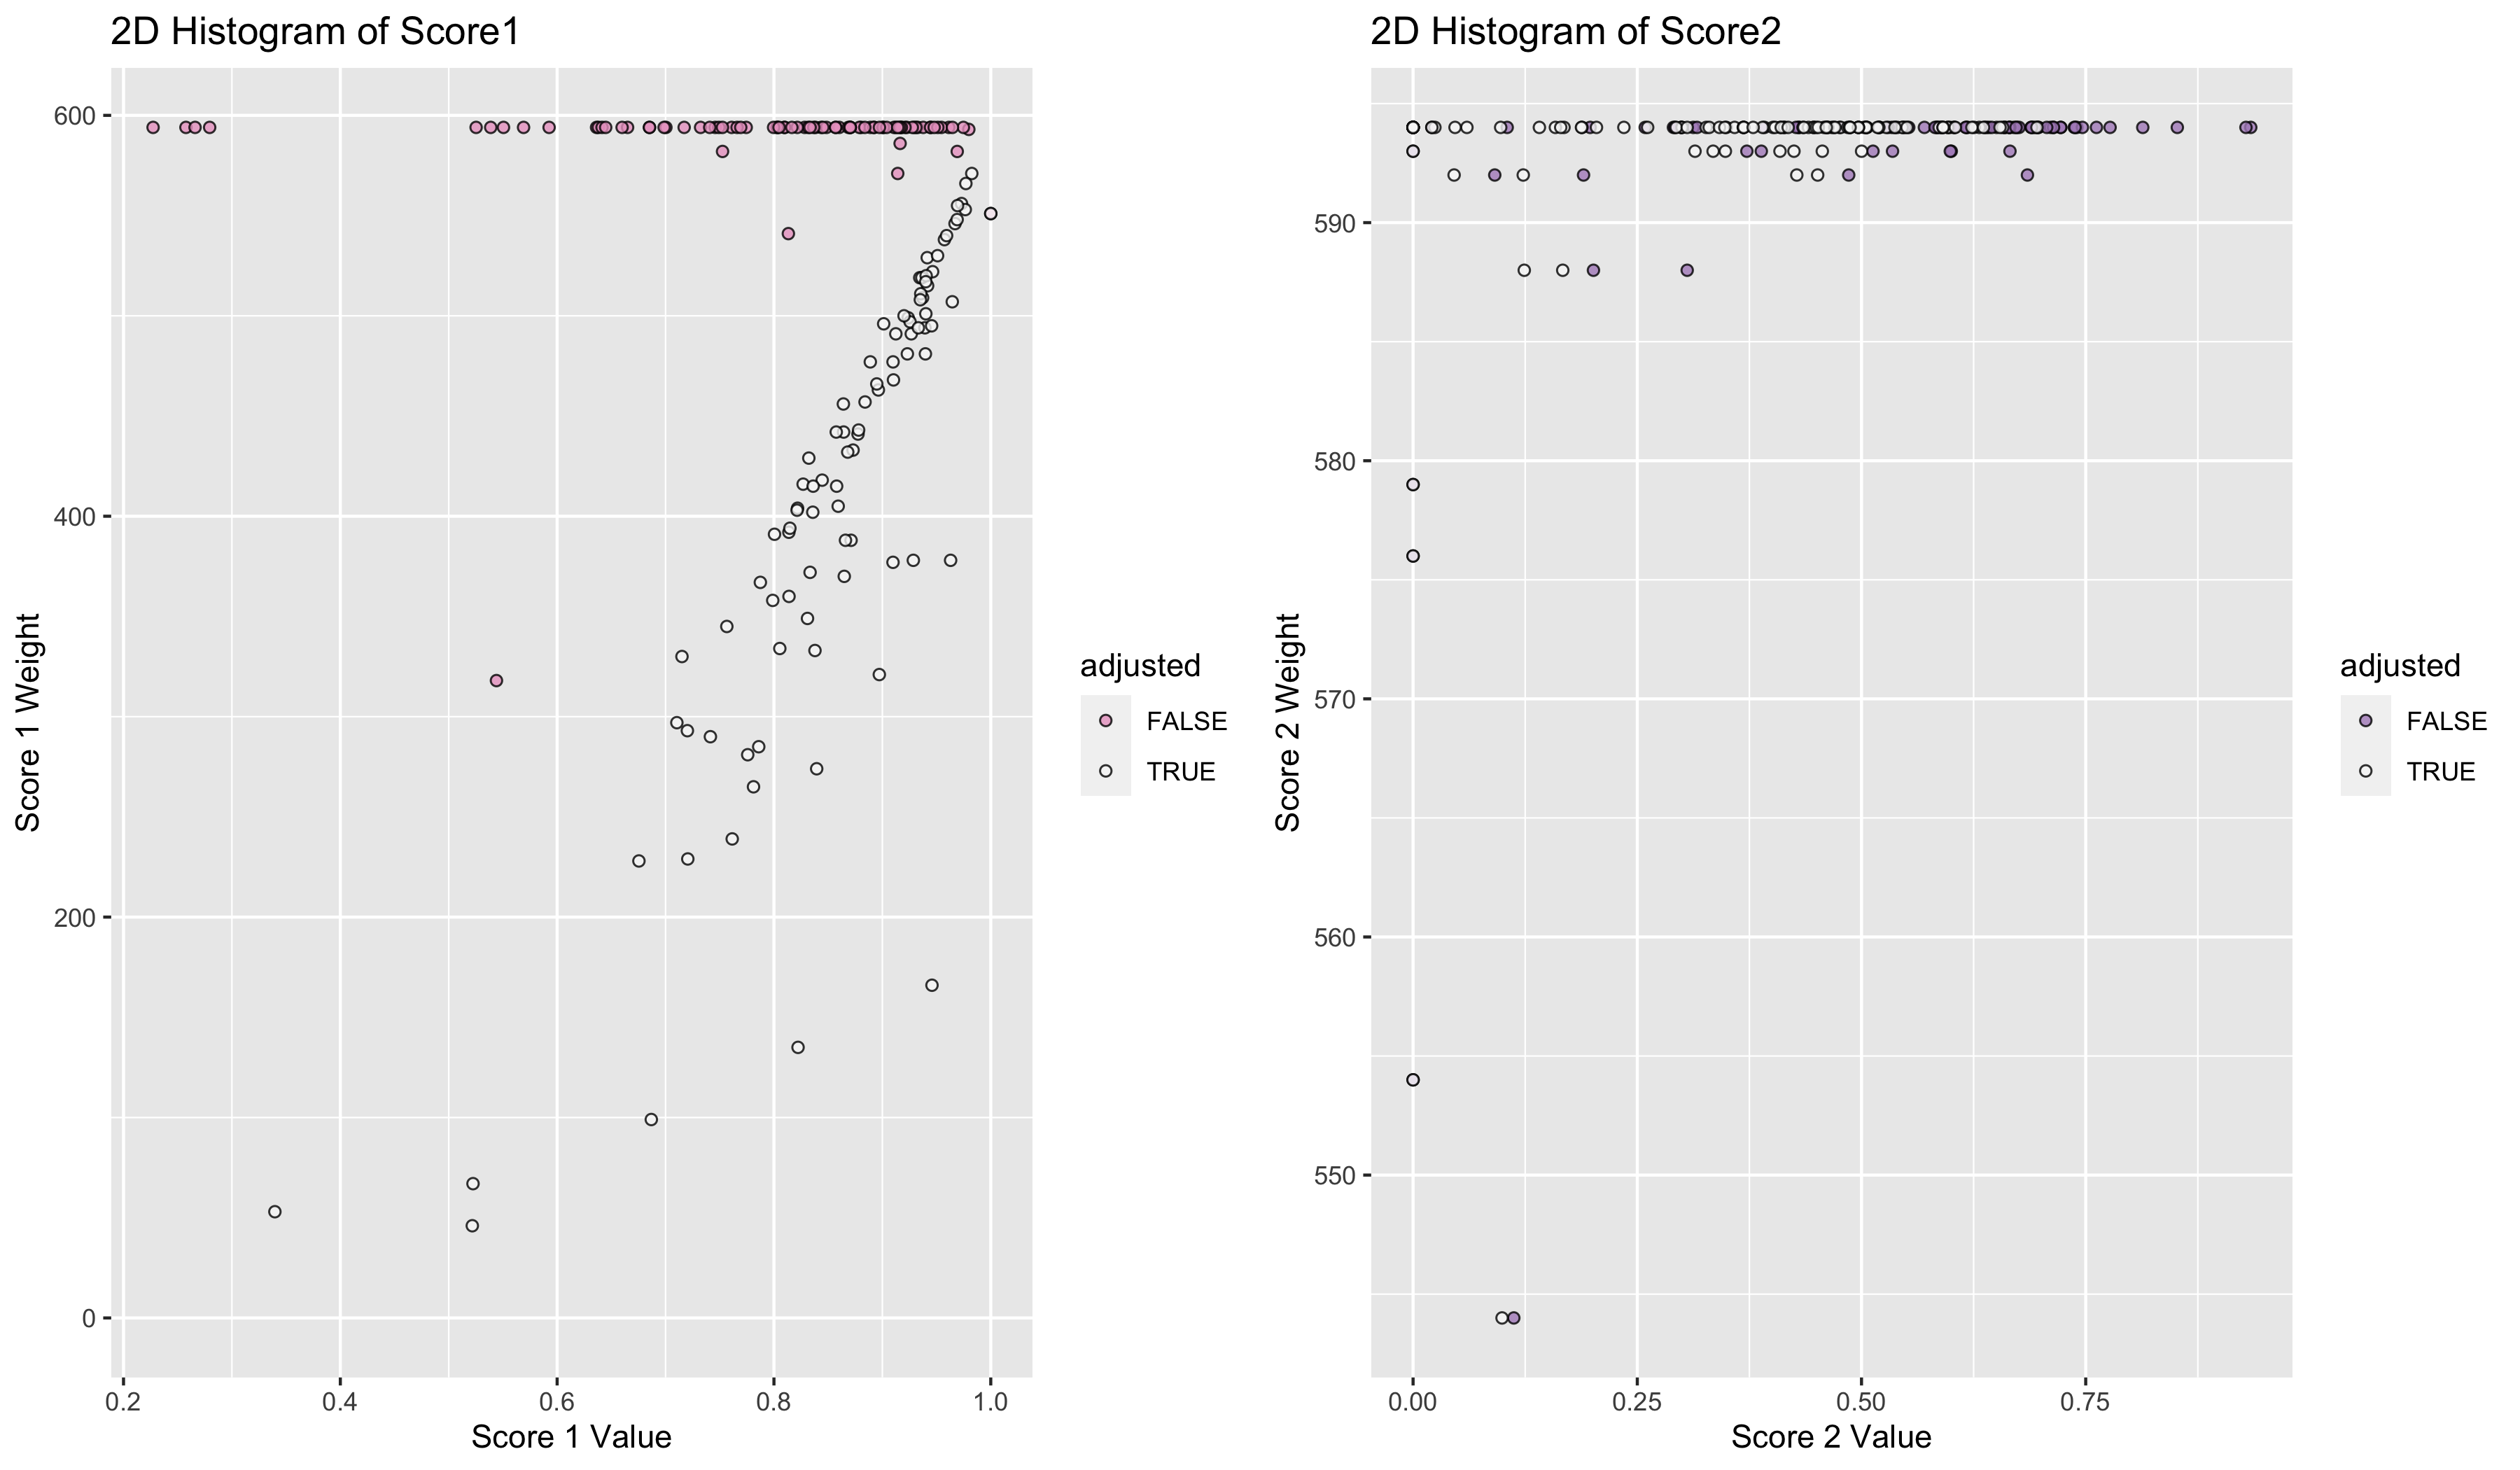 2D Histogram of Score1
600
400
200
0
Score 1 Weight
0.2 0.4 0.6 0.8 1.0
Score 1 Value
adjusted
FALSE
TRUE
2D Histogram of Score2
590
580
570
560
550
Score 2 Weight
0.00 0.25 0.50 0.75
Score 2 Value
adjusted
FALSE
TRUE